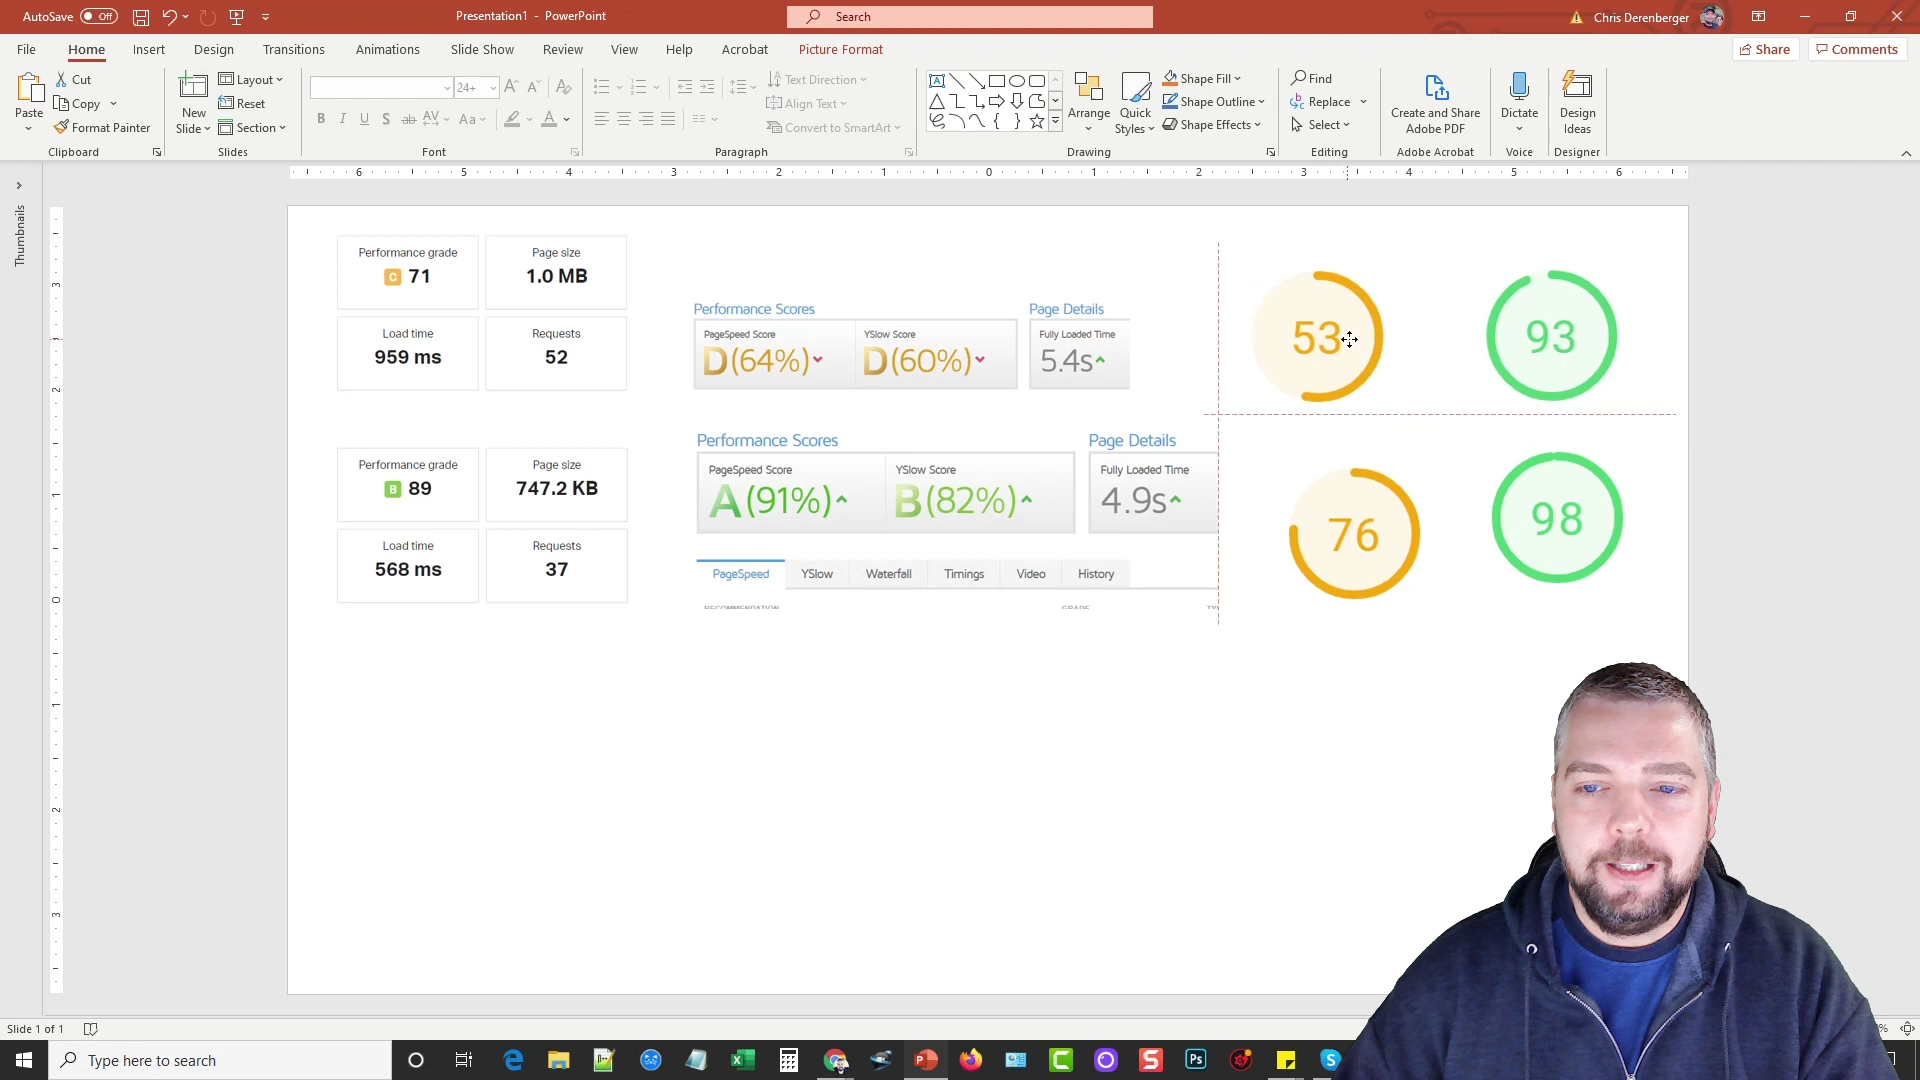 AutoSave Off
Presentation1 - PowerPoint
Search
Chris Derenberger
File Home Insert Design Transitions Animations Slide Show Review View Help Acrobat Picture Format
Share Comments
Paste
Cut
Copy
Format Painter
Clipboard
New Slide
Layout
Reset
Section
Slides
24+
Font
Text Direction
Align Text
Convert to SmartArt
Paragraph
Arrange
Quick Styles
Shape Fill
Shape Outline
Shape Effects
Drawing
Find
Replace
Select
Editing
Create and Share
Adobe PDF
Adobe Acrobat
Dictate
Voice
Design
Ideas
Designer
Thumbnails
Performance grade
C 71
Page size
1.0 MB
Load time
959 ms
Requests
52
Performance Scores
PageSpeed Score
D(64%)
YSlow Score
D(60%)
Page Details
Fully Loaded Time
5.4s
53
93
Performance grade
B 89
Page size
747.2 KB
Load time
568 ms
Requests
37
Performance Scores
PageSpeed Score
A(91%)
YSlow Score
B(82%)
Page Details
Fully Loaded Time
4.9s
PageSpeed YSlow Waterfall Timings Video History
76
98
Slide 1 of 1
Type here to search